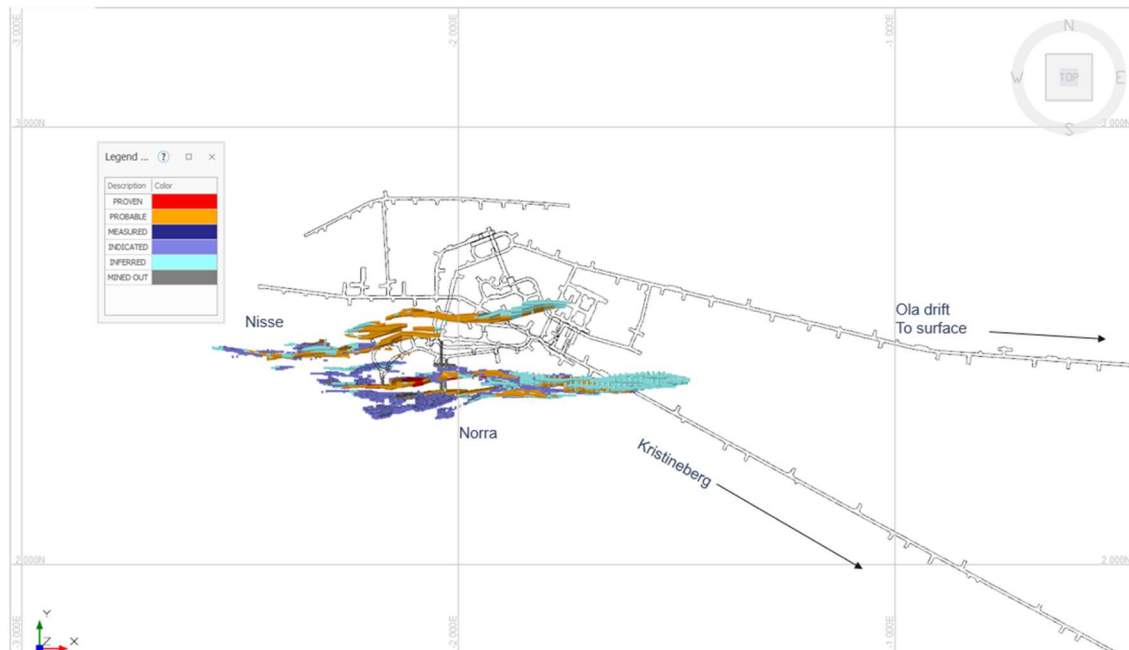 -3 000E
-2 000E
-1 000E
N
W
TOP
E
S
3 000N
3 000N
Legend ...
?
Description
Color
PROVEN
PROBABLE
MEASURED
INDICATED
INFERRED
MINED OUT
Nisse
Ola drift
To surface
Norra
Kristineberg
2 000N
2 000N
Y
Z
X
-3 000E
-2 000E
-1 000E